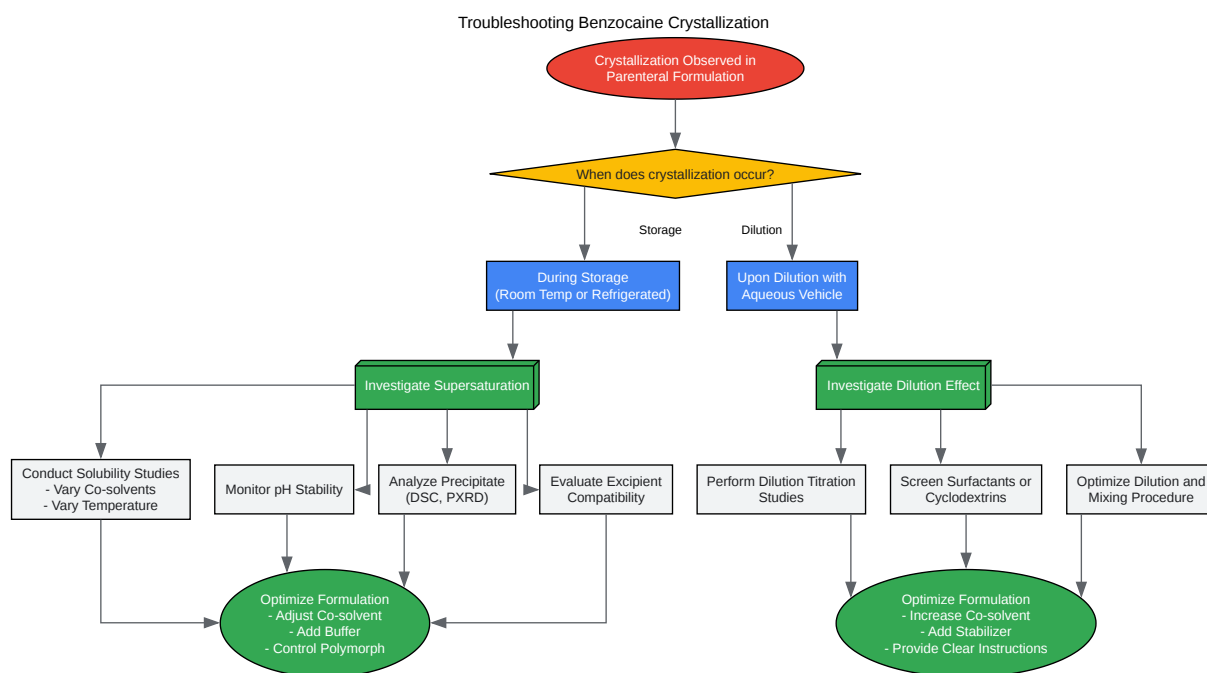 Troubleshooting Benzocaine Crystallization
Crystallization Observed in
Parenteral Formulation
When does crystallization occur?
Storage
Dilution
During Storage
(Room Temp or Refrigerated)
Upon Dilution with
Aqueous Vehicle
Investigate Supersaturation
Investigate Dilution Effect
Conduct Solubility Studies
- Vary Co-solvents
- Vary Temperature
Monitor pH Stability
Analyze Precipitate
(DSC, PXRD)
Evaluate Excipient
Compatibility
Perform Dilution Titration
Studies
Screen Surfactants or
Cyclodextrins
Optimize Dilution and
Mixing Procedure
Optimize Formulation
- Adjust Co-solvent
- Add Buffer
- Control Polymorph
Optimize Formulation
- Increase Co-solvent
- Add Stabilizer
- Provide Clear Instructions